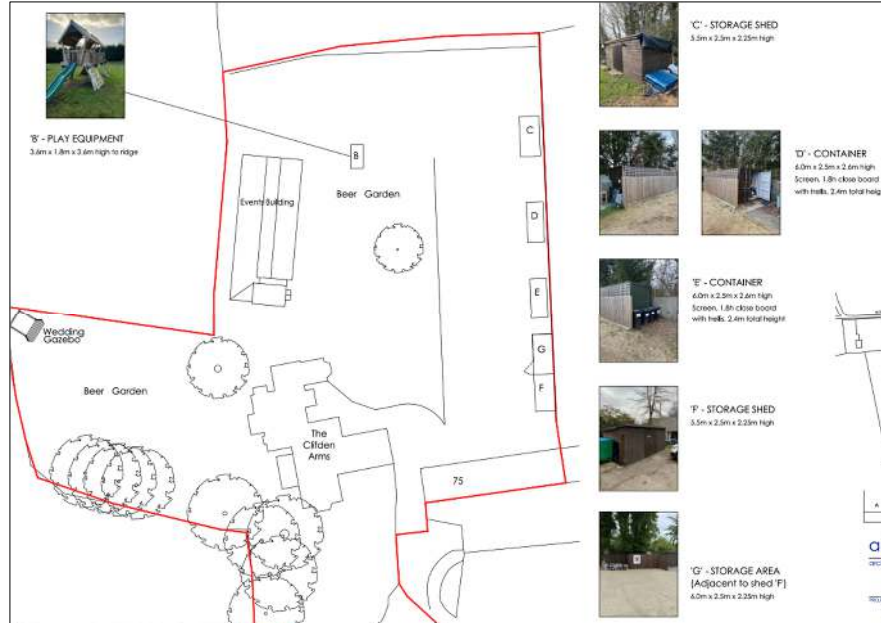 'B' - PLAY EQUIPMENT
3.6m x 1.8m x 3.6m high to ridge
B
Beer Garden
Events Building
Wedding
Gazebo
Beer Garden
The
Clifden
Arms
75
C
D
E
G
F
'C' - STORAGE SHED
5.5m x 2.5m x 2.25m high
'D' - CONTAINER
6.0m x 2.5m x 2.6m high
Screen, 1.8h close board
with trellis, 2.4m total heig
'E' - CONTAINER
6.0m x 2.5m x 2.6m high
Screen, 1.8h close board
with trellis, 2.4m total height
'F' - STORAGE SHED
5.5m x 2.5m x 2.25m high
'G' - STORAGE AREA
(Adjacent to shed 'F')
6.0m x 2.5m x 2.25m high
A
a